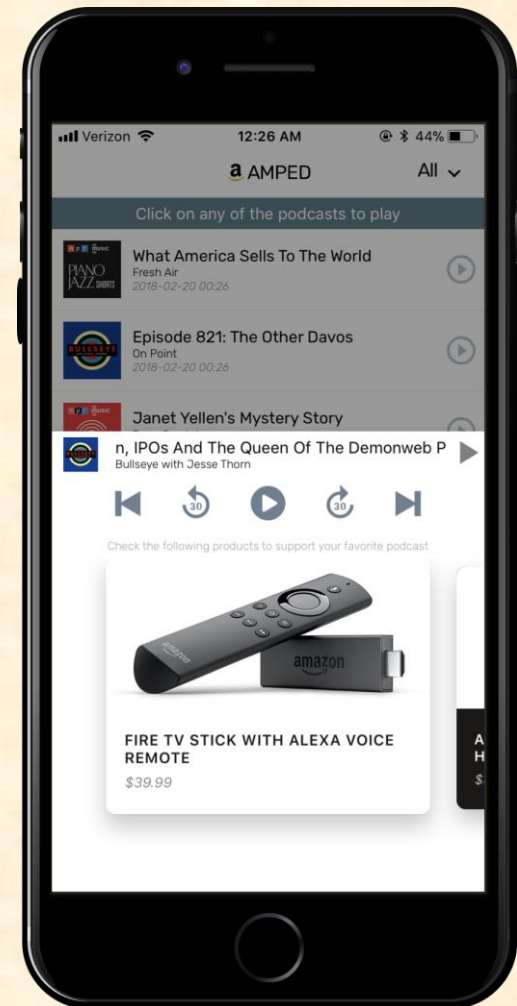 Verizon 12:26 AM 44%
a AMPED All
Click on any of the podcasts to play
npr music
PIANO
JAZZ SHORTS
What America Sells To The World
Fresh Air
2018-02-20 00:26
BULLSEYE
Episode 821: The Other Davos
On Point
2018-02-20 00:26
npr music
Janet Yellen's Mystery Story
BULLSEYE
n, IPOs And The Queen Of The Demonweb P
Bullseye with Jesse Thorn
30 30
Check the following products to support your favorite podcast
amazon
amazon
FIRE TV STICK WITH ALEXA VOICE
REMOTE
$39.99
A
H
$